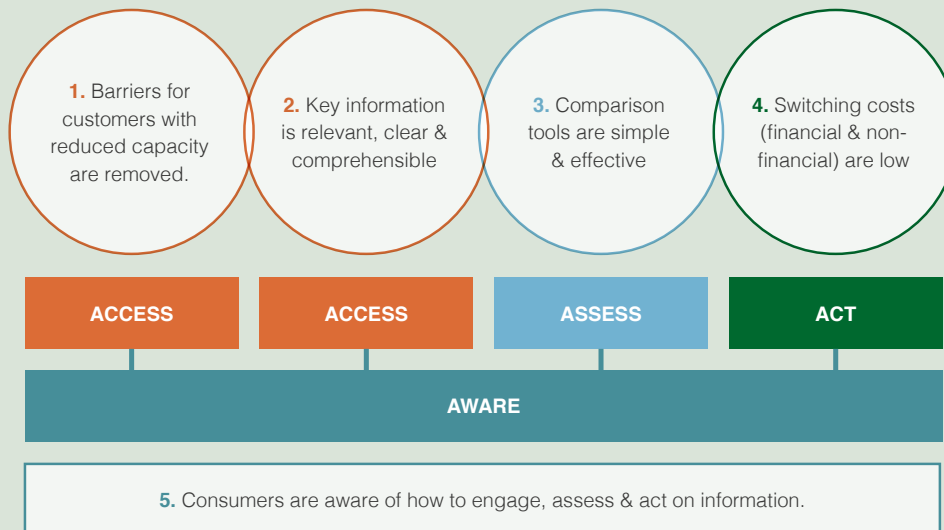 1. Barriers for
customers with
reduced capacity
are removed.
2. Key information
is relevant, clear &
comprehensible
3. Comparison
tools are simple
& effective
4. Switching costs
(financial & non-
financial) are low
ACCESS
ACCESS
ASSESS
ACT
AWARE
5. Consumers are aware of how to engage, assess & act on information.